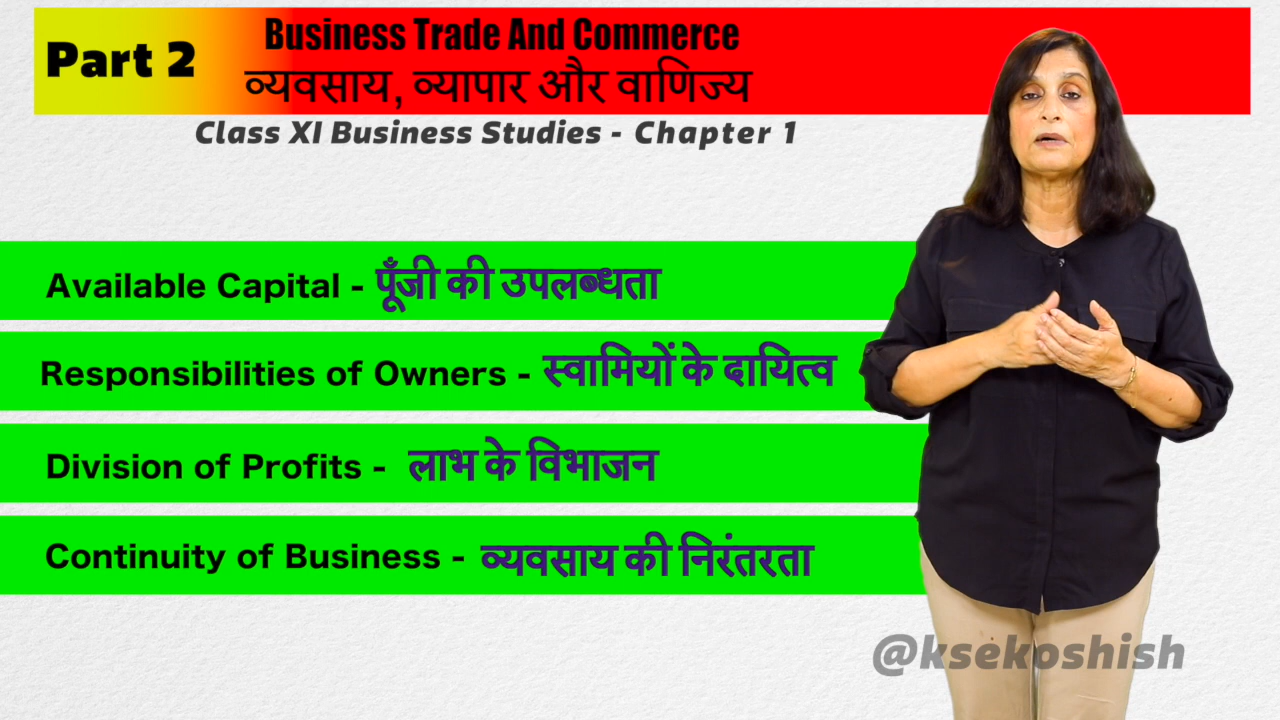 Part 2
Business Trade And Commerce
व्यवसाय, व्यापार और वाणिज्य
Class XI Business Studies - Chapter 1
Available Capital - पूँजी की उपलब्धता
Responsibilities of Owners - स्वामियों के दायित्व
Division of Profits - लाभ के विभाजन
Continuity of Business - व्यवसाय की निरंतरता
@ksekoshish